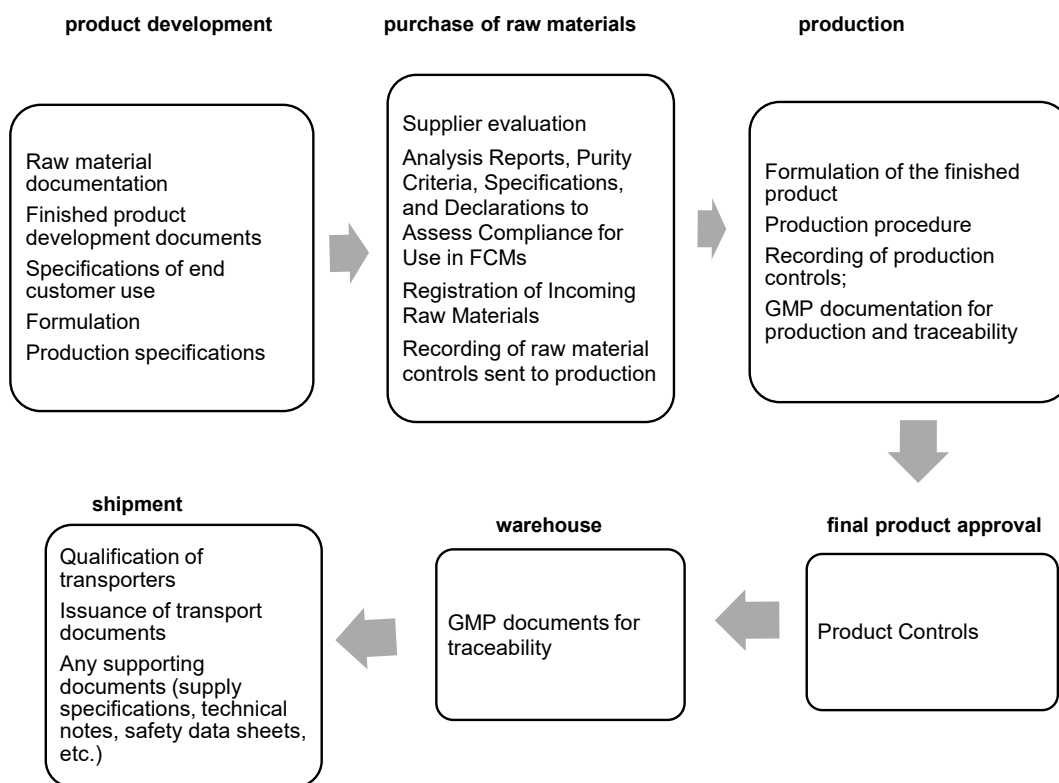 product development
Raw material
documentation
Finished product
development documents
Specifications of end
customer use
Formulation
Production specifications
purchase of raw materials
Supplier evaluation
Analysis Reports, Purity
Criteria, Specifications,
and Declarations to
Assess Compliance for
Use in FCMs
Registration of Incoming
Raw Materials
Recording of raw material
controls sent to production
production
Formulation of the finished
product
Production procedure
Recording of production
controls;
GMP documentation for
production and traceability
final product approval
Product Controls
warehouse
GMP documents for
traceability
shipment
Qualification of
transporters
Issuance of transport
documents
Any supporting
documents (supply
specifications, technical
notes, safety data sheets,
etc.)